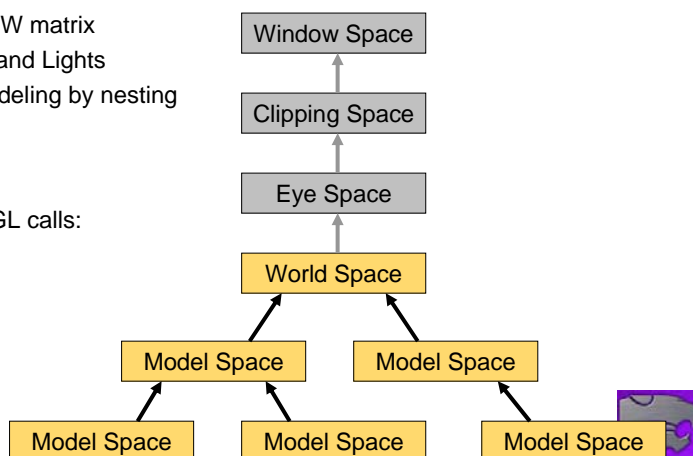 W matrix
and Lights
deling by nesting
GL calls:
Window Space
Clipping Space
Eye Space
World Space
Model Space Model Space
Model Space Model Space Model Space